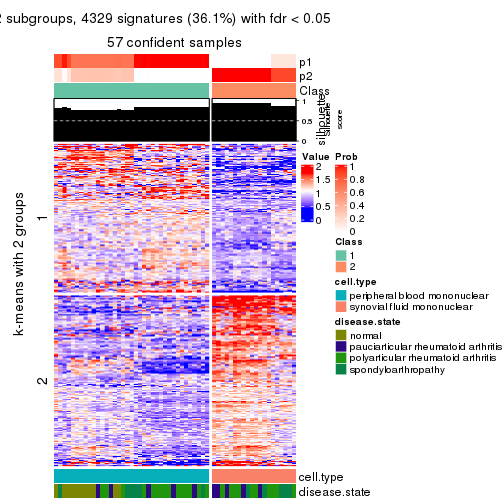 2 subgroups, 4329 signatures (36.1%) with fdr < 0.05
57 confident samples
p1
p2
Class
1
0.5
0
silhouette
score
k-means with 2 groups
1
2
Value
2
1.5
1
0.5
0
Prob
1
0.8
0.6
0.4
0.2
0
Class
1
2
cell.type
peripheral blood mononuclear
synovial fluid mononuclear
disease.state
normal
pauciarticular rheumatoid arthritis
polyarticular rheumatoid arthritis
spondyloarthropathy
cell.type
disease.state